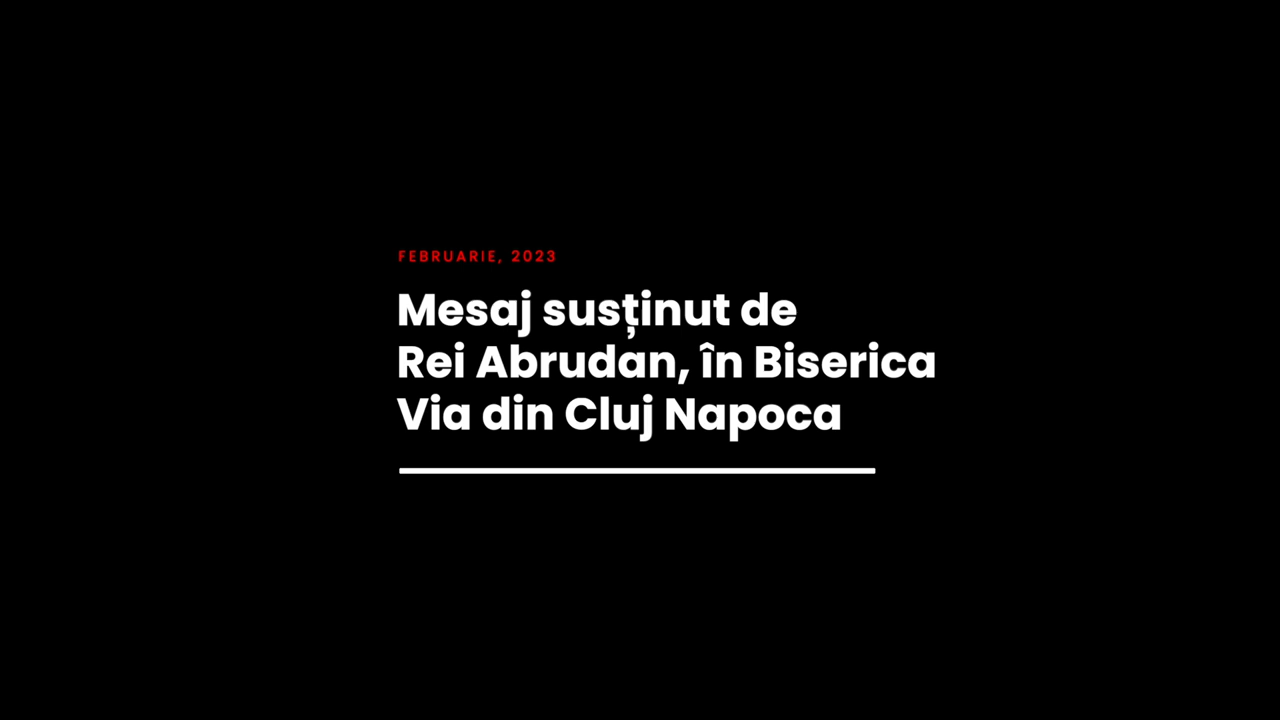 FEBRUARIE, 2023
Mesaj susținut de
Rei Abrudan, în Biserica
Via din Cluj Napoca